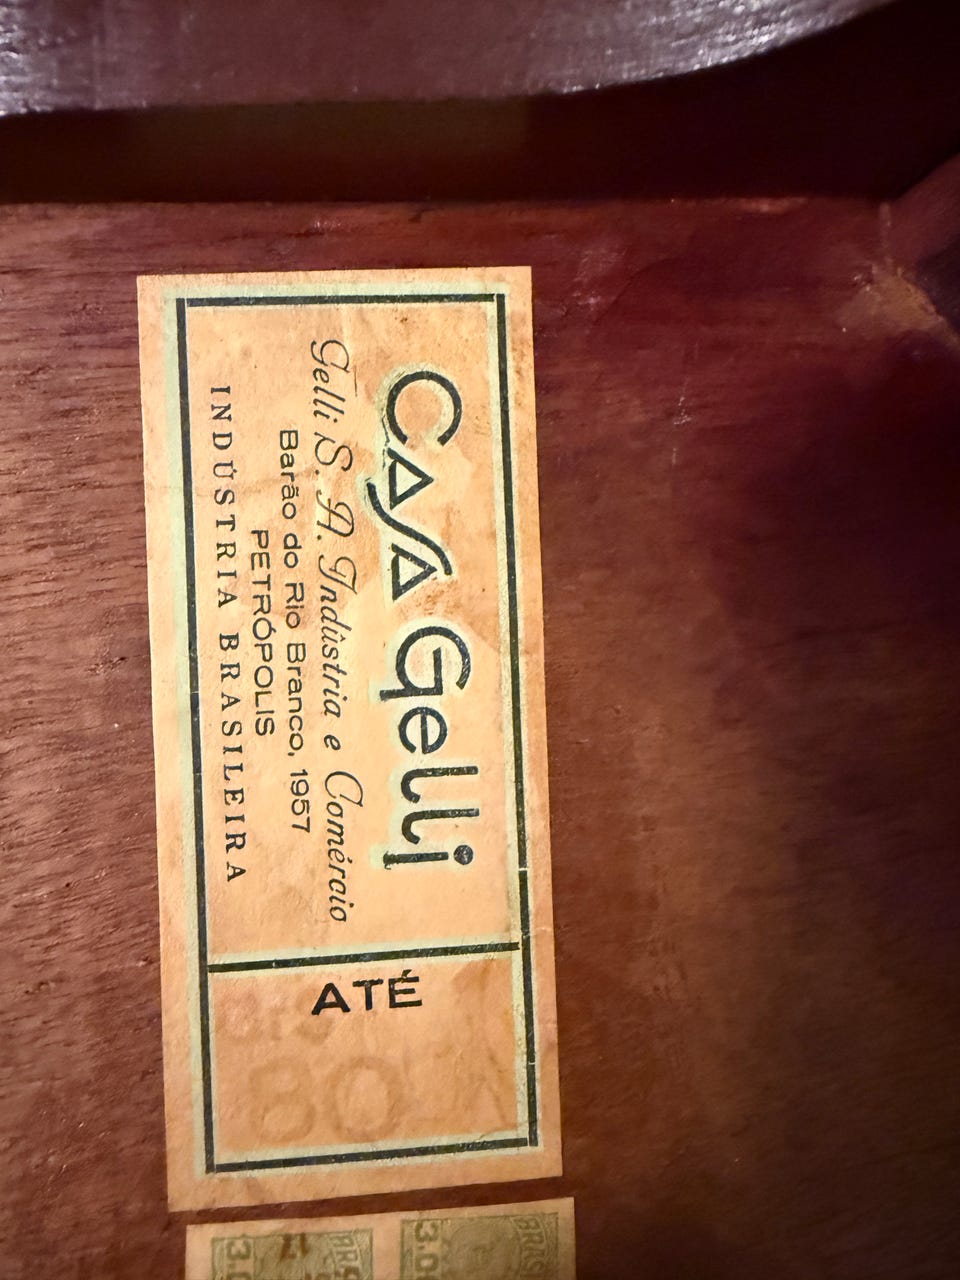 CASA Gelli
Gelli S. A. Indústria e Comércio
Barão do Rio Branco, 1957
PETRÓPOLIS
INDÚSTRIA BRASILEIRA
ATÉ